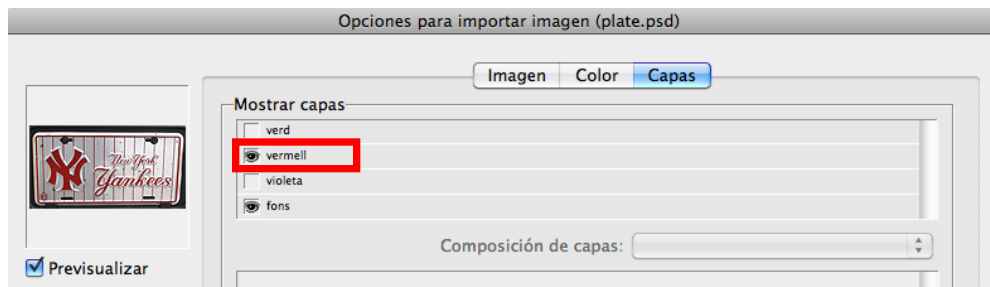 Opciones para importar imagen (plate.psd)
Imagen Color Capas
Mostrar capas
verd
vermell
violeta
fons
NY New York
Yankees
Composición de capas:
Previsualizar